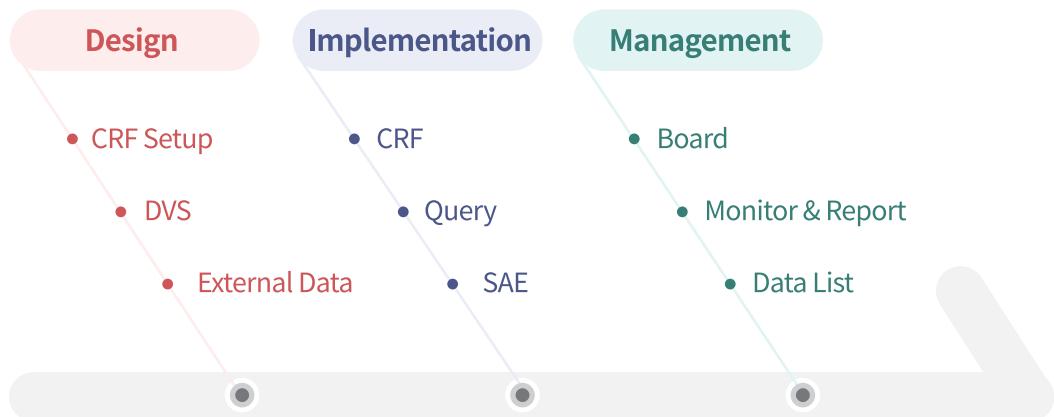 Design
CRF Setup
DVS
External Data
Implementation
CRF
Query
SAE
Management
Board
Monitor & Report
Data List